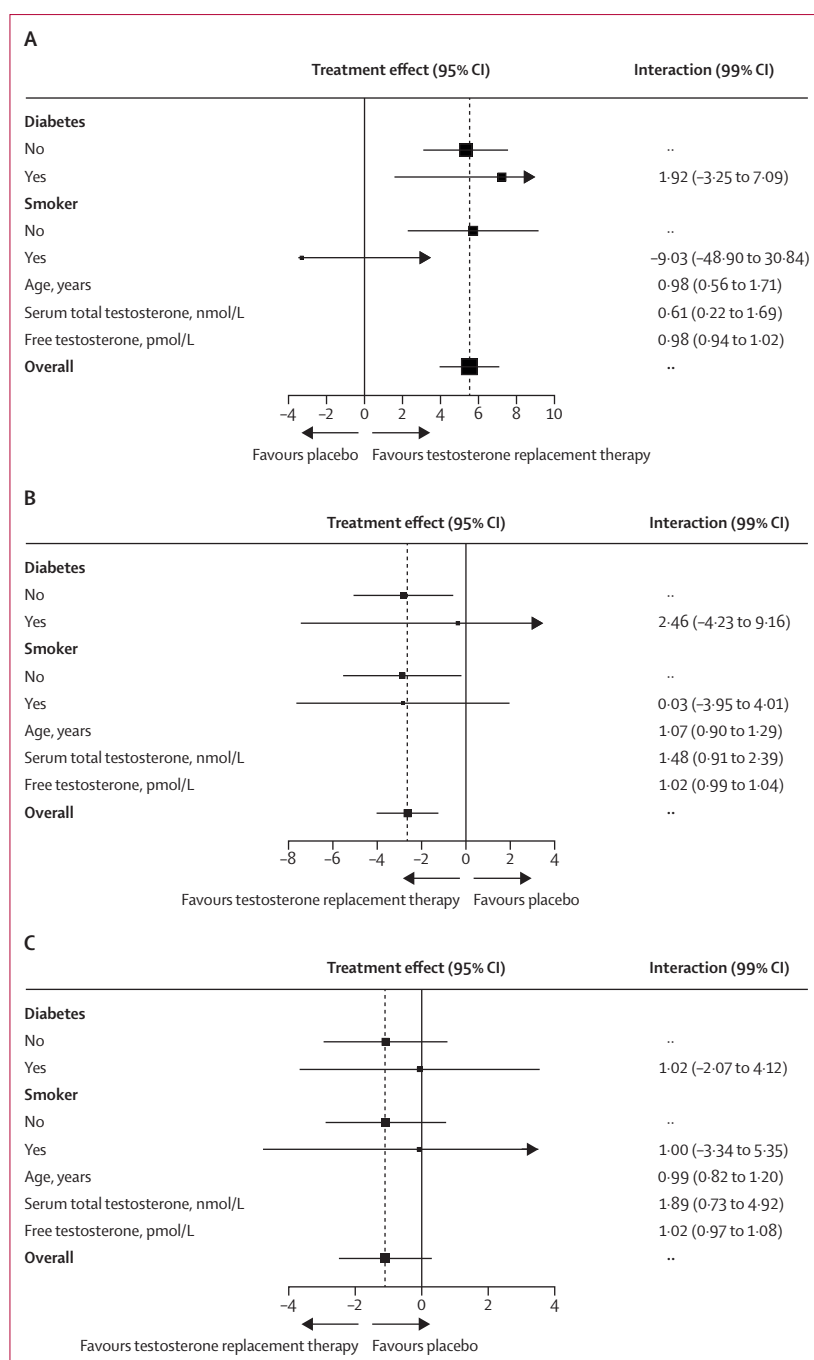 A
Treatment effect (95% CI) Interaction (99% CI)
Diabetes
No ··
Yes 1·92 (–3·25 to 7·09)
Smoker
No ··
Yes –9·03 (–48·90 to 30·84)
Age, years 0·98 (0·56 to 1·71)
Serum total testosterone, nmol/L 0·61 (0·22 to 1·69)
Free testosterone, pmol/L 0·98 (0·94 to 1·02)
Overall ··
–4 –2 0 2 4 6 8 10
Favours placebo Favours testosterone replacement therapy
B
Treatment effect (95% CI) Interaction (99% CI)
Diabetes
No ··
Yes 2·46 (–4·23 to 9·16)
Smoker
No ··
Yes 0·03 (–3·95 to 4·01)
Age, years 1·07 (0·90 to 1·29)
Serum total testosterone, nmol/L 1·48 (0·91 to 2·39)
Free testosterone, pmol/L 1·02 (0·99 to 1·04)
Overall ··
–8 –6 –4 –2 0 2 4
Favours testosterone replacement therapy Favours placebo
C
Treatment effect (95% CI) Interaction (99% CI)
Diabetes
No ··
Yes 1·02 (–2·07 to 4·12)
Smoker
No ··
Yes 1·00 (–3·34 to 5·35)
Age, years 0·99 (0·82 to 1·20)
Serum total testosterone, nmol/L 1·89 (0·73 to 4·92)
Free testosterone, pmol/L 1·02 (0·97 to 1·08)
Overall ··
–4 –2 0 2 4
Favours testosterone replacement therapy Favours placebo